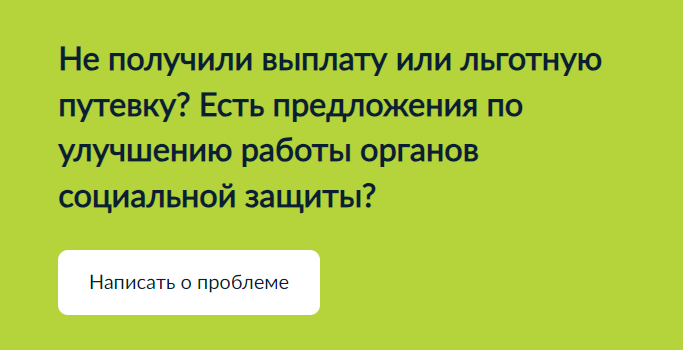 Не получили выплату или льготную
путевку? Есть предложения по
улучшению работы органов
социальной защиты?
Написать о проблеме